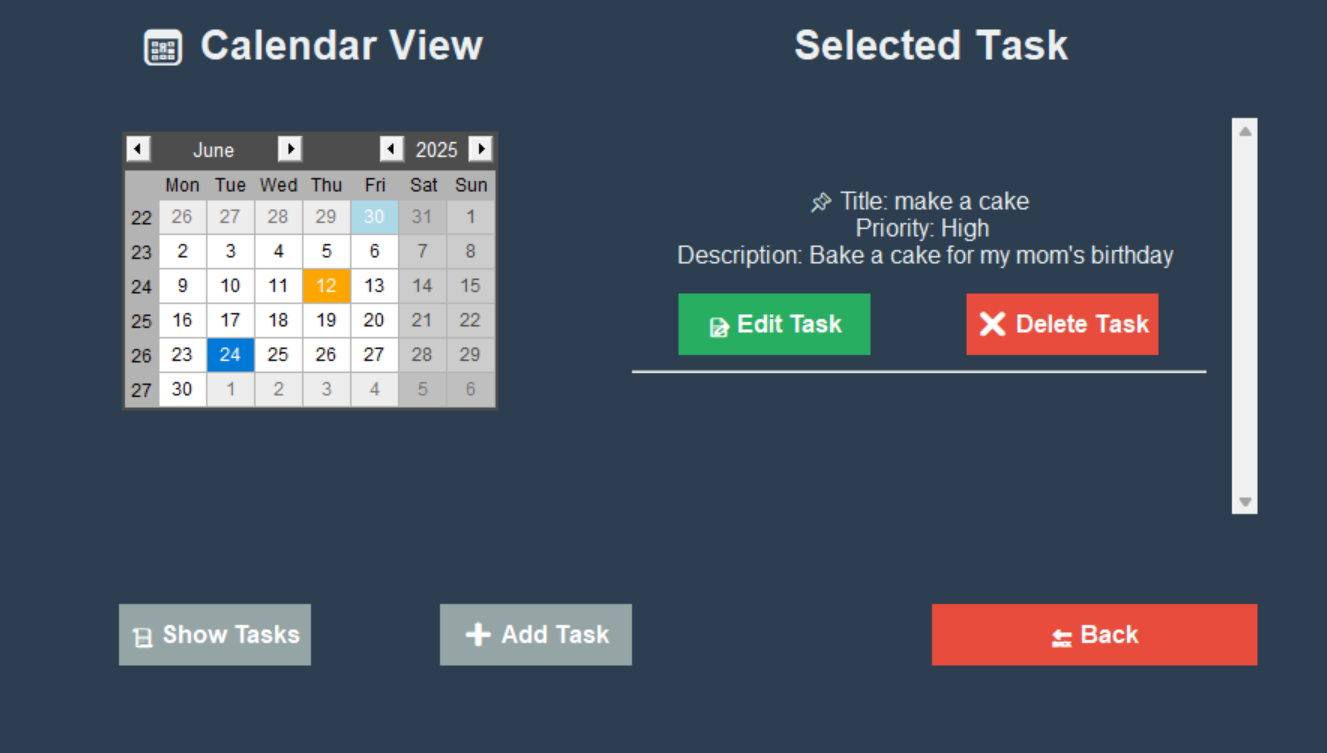 Calendar View
Selected Task
June 2025
Mon Tue Wed Thu Fri Sat Sun
22 26 27 28 29 30 31 1
23 2 3 4 5 6 7 8
24 9 10 11 12 13 14 15
25 16 17 18 19 20 21 22
26 23 24 25 26 27 28 29
27 30 1 2 3 4 5 6
Title: make a cake
Priority: High
Description: Bake a cake for my mom's birthday
Edit Task
Delete Task
Show Tasks
Add Task
Back